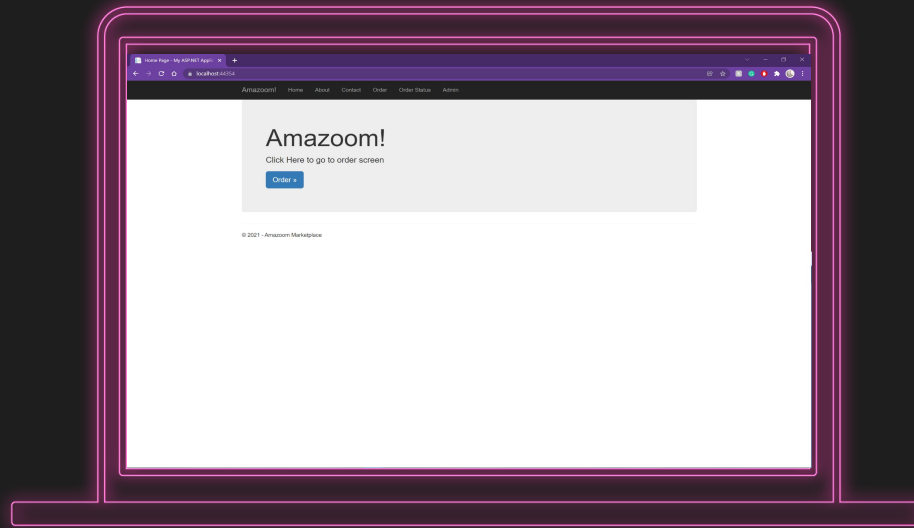 Home Page - My ASP.NET Applic
localhost:44354
Amazoom! Home About Contact Order Order Status Admin
Amazoom!
Click Here to go to order screen
Order »
© 2021 - Amazoom Marketplace